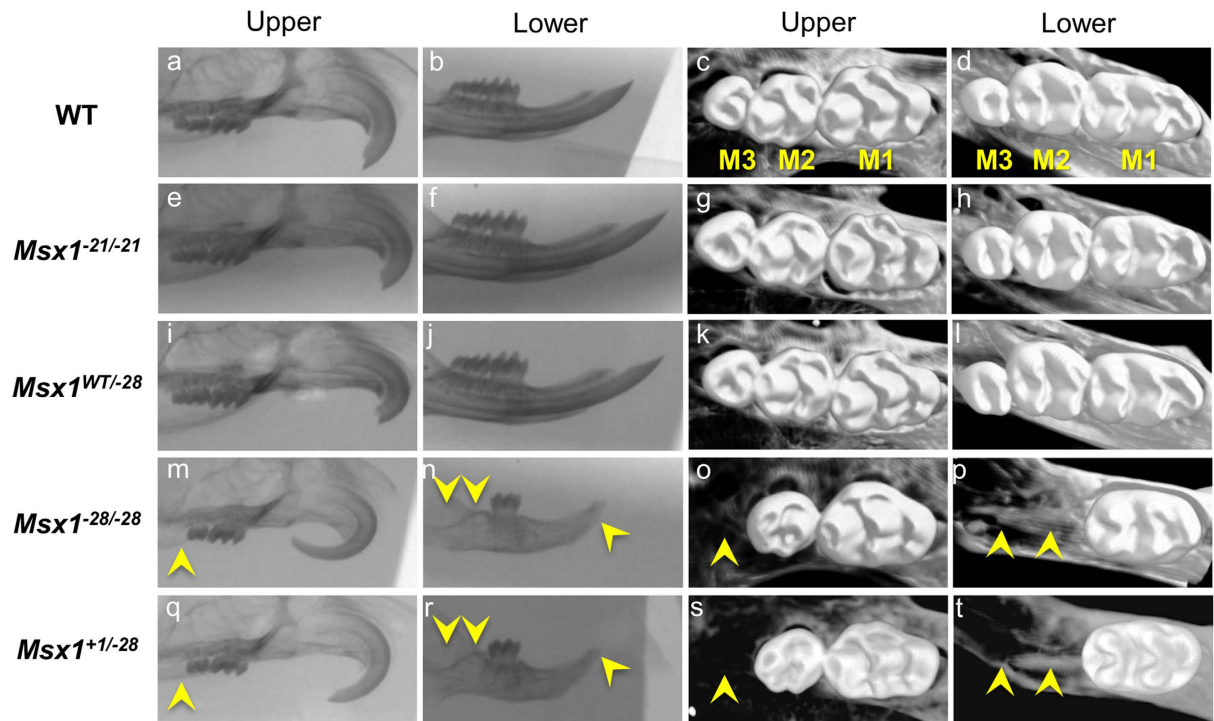 Upper Lower Upper Lower
WT a b c d
M3 M2 M1 M3 M2 M1
Msx1-21/-21 e f g h
Msx1WT/-28 i j k l
Msx1-28/-28 m n o p
Msx1+1/-28 q r s t